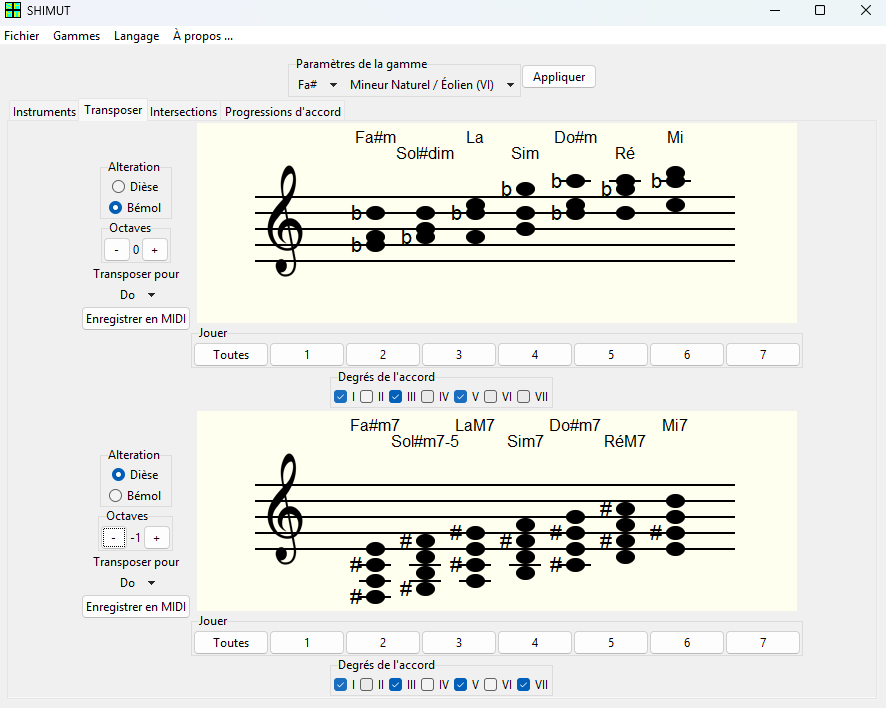 SHIMUT
Fichier Gammes Langage À propos ...
Paramètres de la gamme
Fa# Mineur Naturel / Éolien (VI) Appliquer
Instruments Transposer Intersections Progressions d'accord
Alteration
Dièse
Bémol
Octaves
- 0 +
Transposer pour
Do
Enregistrer en MIDI
Fa#m La Do#m Mi
Sol#dim Sim Ré
b b b b b b b b b
Jouer
Toutes 1 2 3 4 5 6 7
Degrés de l'accord
I II III IV V VI VII
Alteration
Dièse
Bémol
Octaves
- -1 +
Transposer pour
Do
Enregistrer en MIDI
Fa#m7 LaM7 Do#m7 Mi7
Sol#m7-5 Sim7 RéM7
# # # # # # # # # # # #
Jouer
Toutes 1 2 3 4 5 6 7
Degrés de l'accord
I II III IV V VI VII